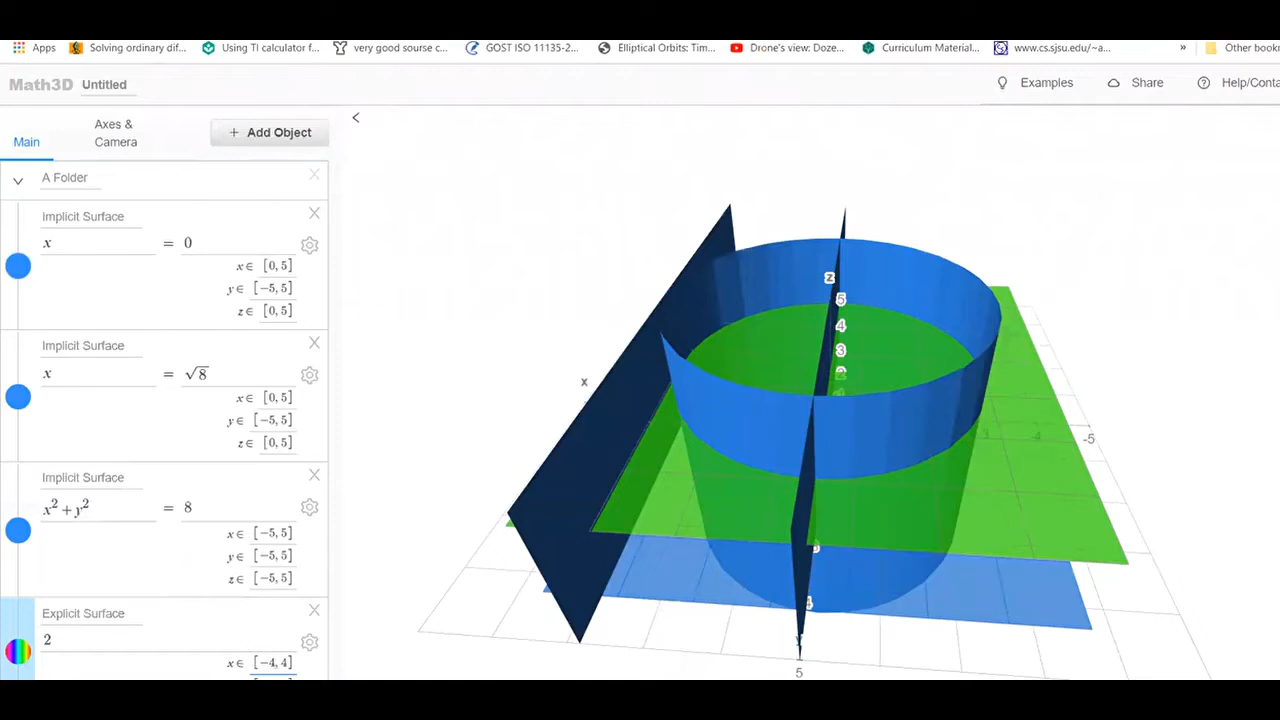 Apps Solving ordinary dif... Using TI calculator f... very good sourse c... GOST ISO 11135-2... Elliptical Orbits: Tim... Drone's view: Doze... Curriculum Material... www.cs.sjsu.edu/~a... » Other book
Math3D Untitled Examples Share Help/Conta
Main Axes & Camera + Add Object
A Folder
Implicit Surface
x = 0
x ∈ [0, 5]
y ∈ [−5, 5]
z ∈ [0, 5]
Implicit Surface
x = √8
x ∈ [0, 5]
y ∈ [−5, 5]
z ∈ [0, 5]
Implicit Surface
x² + y² = 8
x ∈ [−5, 5]
y ∈ [−5, 5]
z ∈ [−5, 5]
Explicit Surface
2
x ∈ [−4, 4]
z
5
4
3
x
3 -4 -5
4
5